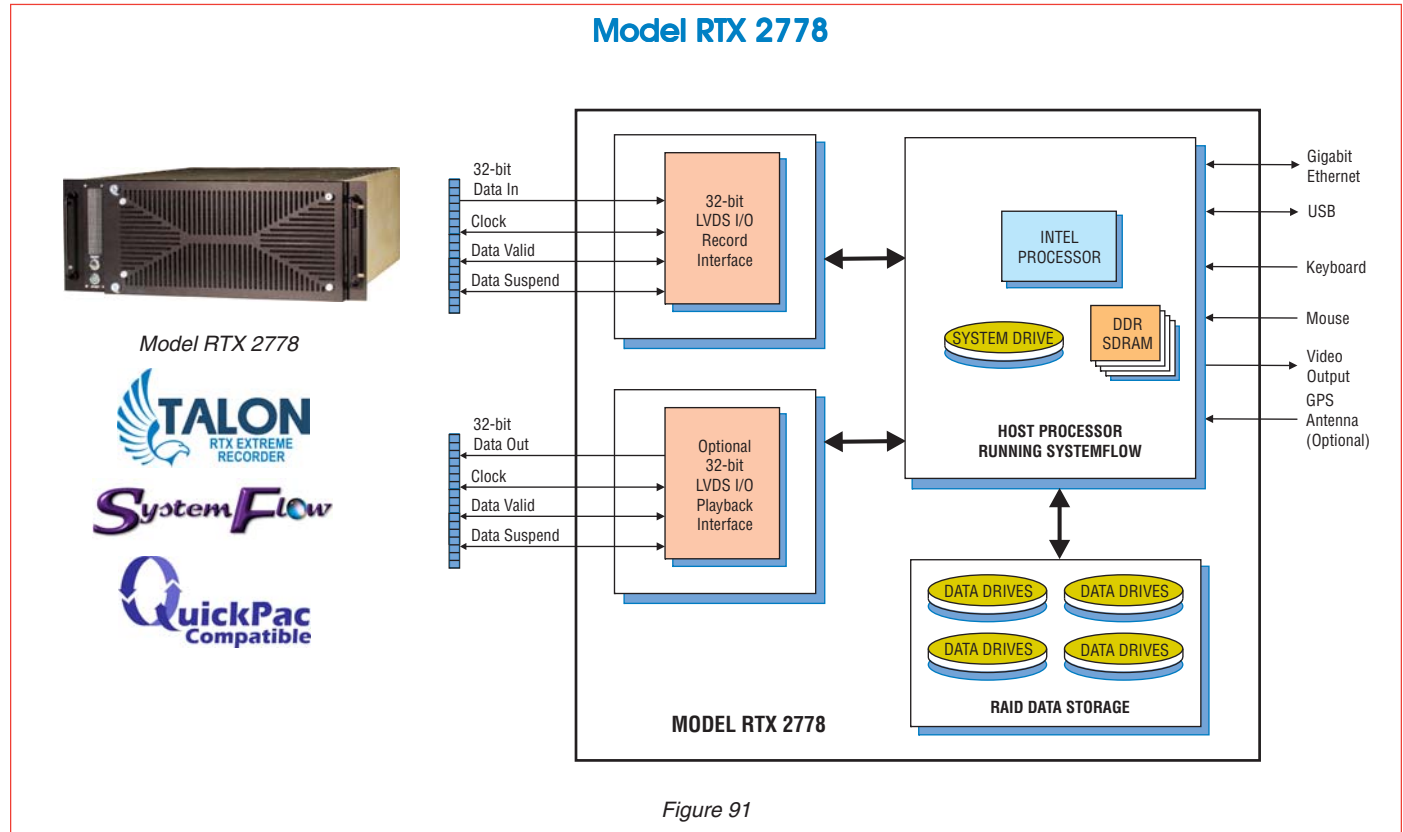 Model RTX 2778
Model RTX 2778
TALON
RTX EXTREME
RECORDER
SystemFlow
QuickPac
Compatible
32-bit
Data In
Clock
Data Valid
Data Suspend
32-bit
LVDS I/O
Record
Interface
32-bit
Data Out
Clock
Data Valid
Data Suspend
Optional
32-bit
LVDS I/O
Playback
Interface
INTEL
PROCESSOR
SYSTEM DRIVE
DDR
SDRAM
HOST PROCESSOR
RUNNING SYSTEMFLOW
Gigabit
Ethernet
USB
Keyboard
Mouse
Video
Output
GPS
Antenna
(Optional)
DATA DRIVES
DATA DRIVES
DATA DRIVES
DATA DRIVES
RAID DATA STORAGE
MODEL RTX 2778
Figure 91